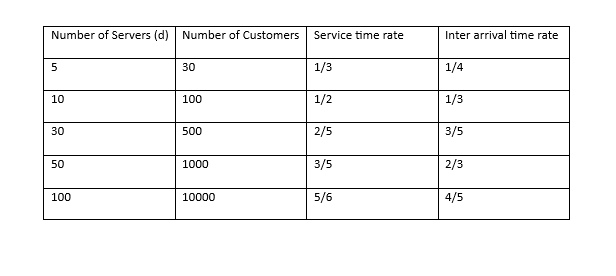 Number of Servers (d) Number of Customers Service time rate Inter arrival time rate
5 30 1/3 1/4
10 100 1/2 1/3
30 500 2/5 3/5
50 1000 3/5 2/3
100 10000 5/6 4/5